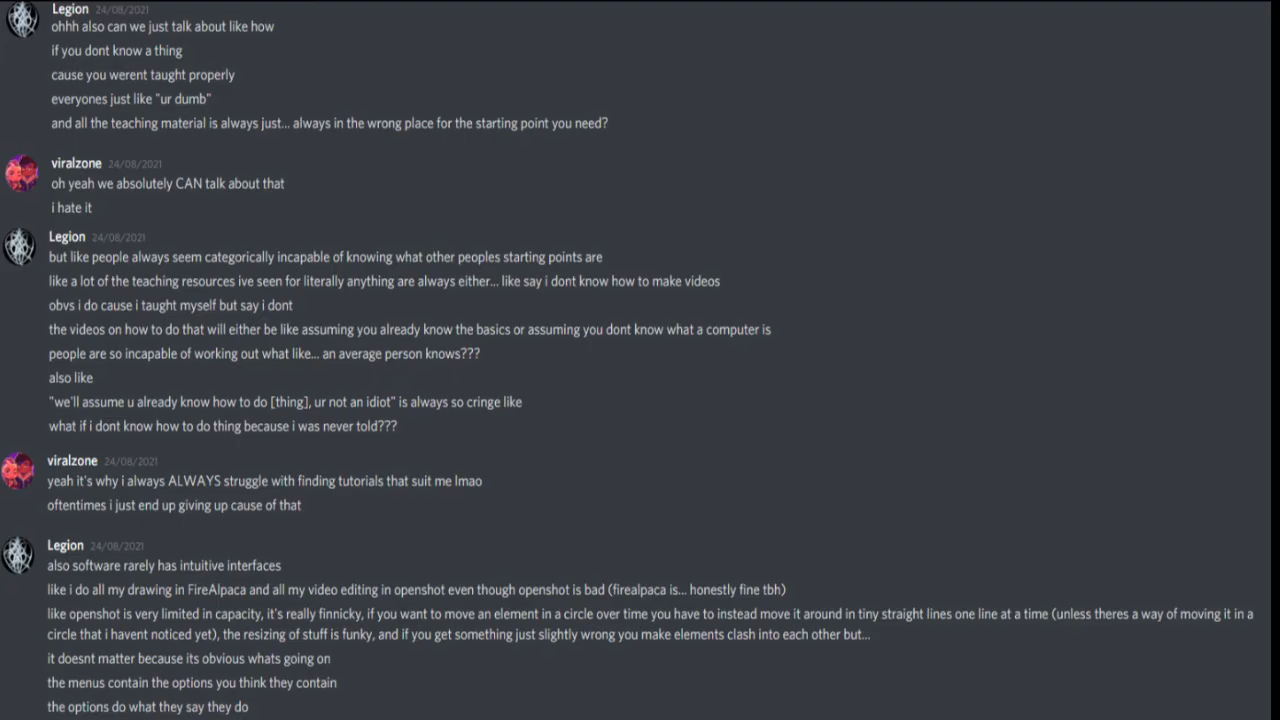 Legion 24/08/2021
ohhh also can we just talk about like how
if you dont know a thing
cause you werent taught properly
everyones just like "ur dumb"
and all the teaching material is always just... always in the wrong place for the starting point you need?
viralzone 24/08/2021
oh yeah we absolutely CAN talk about that
i hate it
Legion 24/08/2021
but like people always seem categorically incapable of knowing what other peoples starting points are
like a lot of the teaching resources ive seen for literally anything are always either... like say i dont know how to make videos
obvs i do cause i taught myself but say i dont
the videos on how to do that will either be like assuming you already know the basics or assuming you dont know what a computer is
people are so incapable of working out what like... an average person knows???
also like
"we'll assume u already know how to do [thing], ur not an idiot" is always so cringe like
what if i dont know how to do thing because i was never told???
viralzone 24/08/2021
yeah it's why i always ALWAYS struggle with finding tutorials that suit me lmao
oftentimes i just end up giving up cause of that
Legion 24/08/2021
also software rarely has intuitive interfaces
like i do all my drawing in FireAlpaca and all my video editing in openshot even though openshot is bad (firealpaca is... honestly fine tbh)
like openshot is very limited in capacity, it's really finnicky, if you want to move an element in a circle over time you have to instead move it around in tiny straight lines one line at a time (unless theres a way of moving it in a
circle that i havent noticed yet), the resizing of stuff is funky, and if you get something just slightly wrong you make elements clash into each other but...
it doesnt matter because its obvious whats going on
the menus contain the options you think they contain
the options do what they say they do